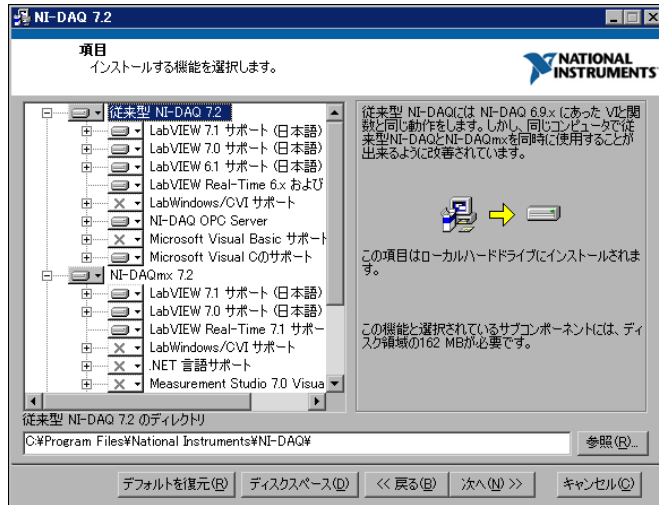 NI-DAQ 7.2
項目
インストールする機能を選択します。
NATIONAL
INSTRUMENTS
従来型 NI-DAQ 7.2
LabVIEW 7.1 サポート (日本語)
LabVIEW 7.0 サポート (日本語)
LabVIEW 6.1 サポート (日本語)
LabVIEW Real-Time 6.x および
LabWindows/CVI サポート
NI-DAQ OPC Server
Microsoft Visual Basic サポート
Microsoft Visual Cのサポート
NI-DAQmx 7.2
LabVIEW 7.1 サポート (日本語)
LabVIEW 7.0 サポート (日本語)
LabVIEW Real-Time 7.1 サポー
LabWindows/CVI サポート
.NET 言語サポート
Measurement Studio 7.0 Visua
従来型 NI-DAQには NI-DAQ 6.9.x にあった VIと関
数と同じ動作をします。しかし、同じコンピュータで従
来型NI-DAQとNI-DAQmxを同時に使用することが
出来るように改善されています。
この項目はローカルハードドライブにインストールされま
す。
この機能と選択されているサブコンポーネントには、ディ
スク領域の162 MBが必要です。
従来型 NI-DAQ 7.2 のディレクトリ
C:¥Program Files¥National Instruments¥NI-DAQ¥
参照(R)...
デフォルトを復元(R)
ディスクスペース(D)
<< 戻る(B)
次へ(N) >>
キャンセル(C)